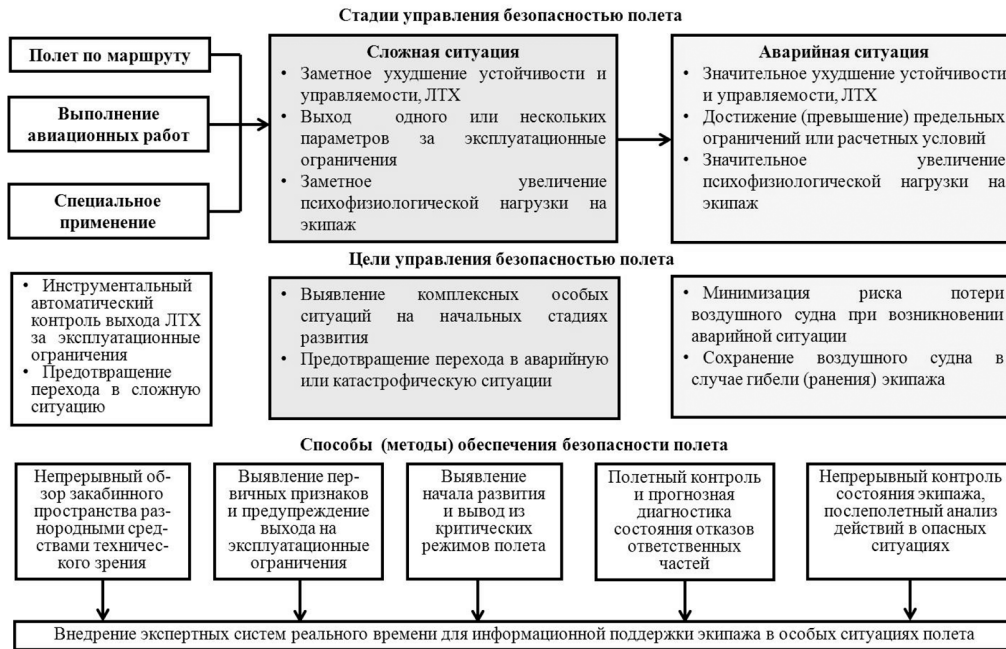 Стадии управления безопасностью полета
Полет по маршруту
Выполнение
авиационных работ
Специальное
применение
Сложная ситуация
• Заметное ухудшение устойчивости и
управляемости, ЛТХ
• Выход одного или нескольких
параметров за эксплуатационные
ограничения
• Заметное увеличение
психофизиологической нагрузки на
экипаж
Аварийная ситуация
• Значительное ухудшение устойчивости
и управляемости, ЛТХ
• Достижение (превышение) предельных
ограничений или расчетных условий
• Значительное увеличение
психофизиологической нагрузки на
экипаж
Цели управления безопасностью полета
• Инструментальный
автоматический
контроль выхода ЛТХ
за эксплуатационные
ограничения
• Предотвращение
перехода в сложную
ситуацию
• Выявление комплексных особых
ситуаций на начальных стадиях
развития
• Предотвращение перехода в аварийную
или катастрофическую ситуации
• Минимизация риска потери
воздушного судна при возникновении
аварийной ситуации
• Сохранение воздушного судна в
случае гибели (ранения) экипажа
Способы (методы) обеспечения безопасности полета
Непрерывный об-
зор закабинного
пространства раз-
нородными сред-
ствами техниче-
ского зрения
Выявление пер-
вичных признаков
и предупреждение
выхода на
эксплуатационные
ограничения
Выявление
начала развития
и вывод из
критических
режимов полета
Полетный контроль
и прогнозная
диагностика
состояния отказов
ответственных
частей
Непрерывный контроль
состояния экипажа,
послеполетный анализ
действий в опасных
ситуациях
Внедрение экспертных систем реального времени для информационной поддержки экипажа в особых ситуациях полета